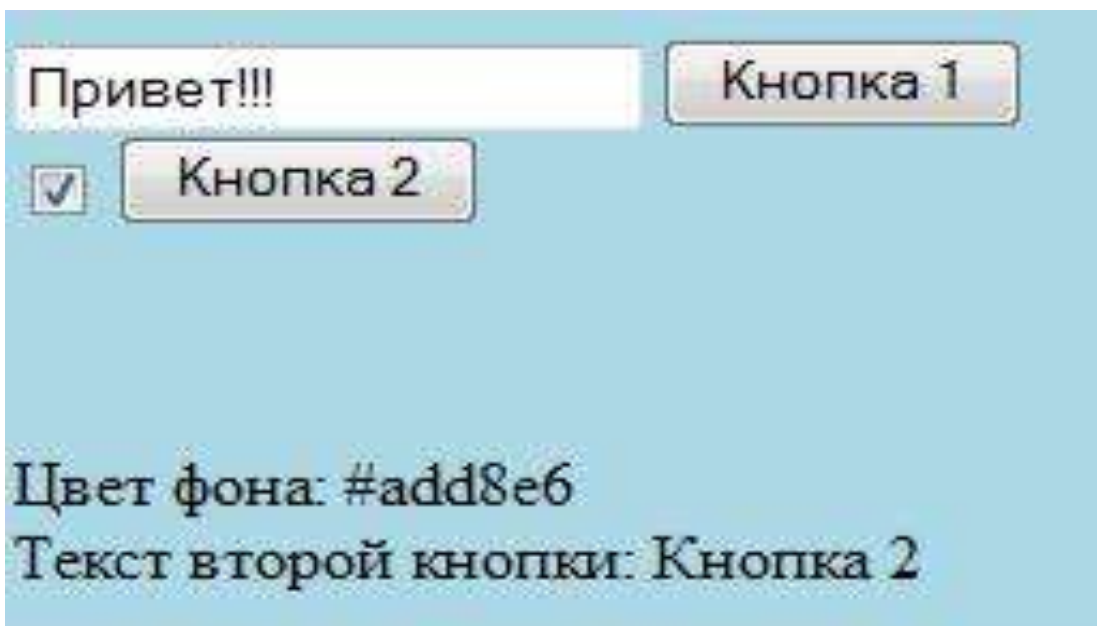 Привет!!! Кнопка 1
Кнопка 2
Цвет фона: #add8e6
Текст второй кнопки: Кнопка 2